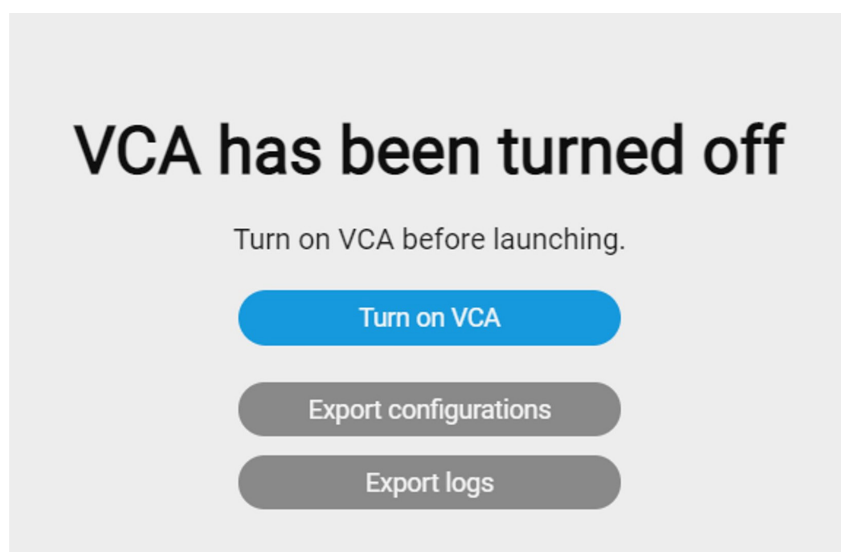 VCA has been turned off
Turn on VCA before launching.
Turn on VCA
Export configurations
Export logs